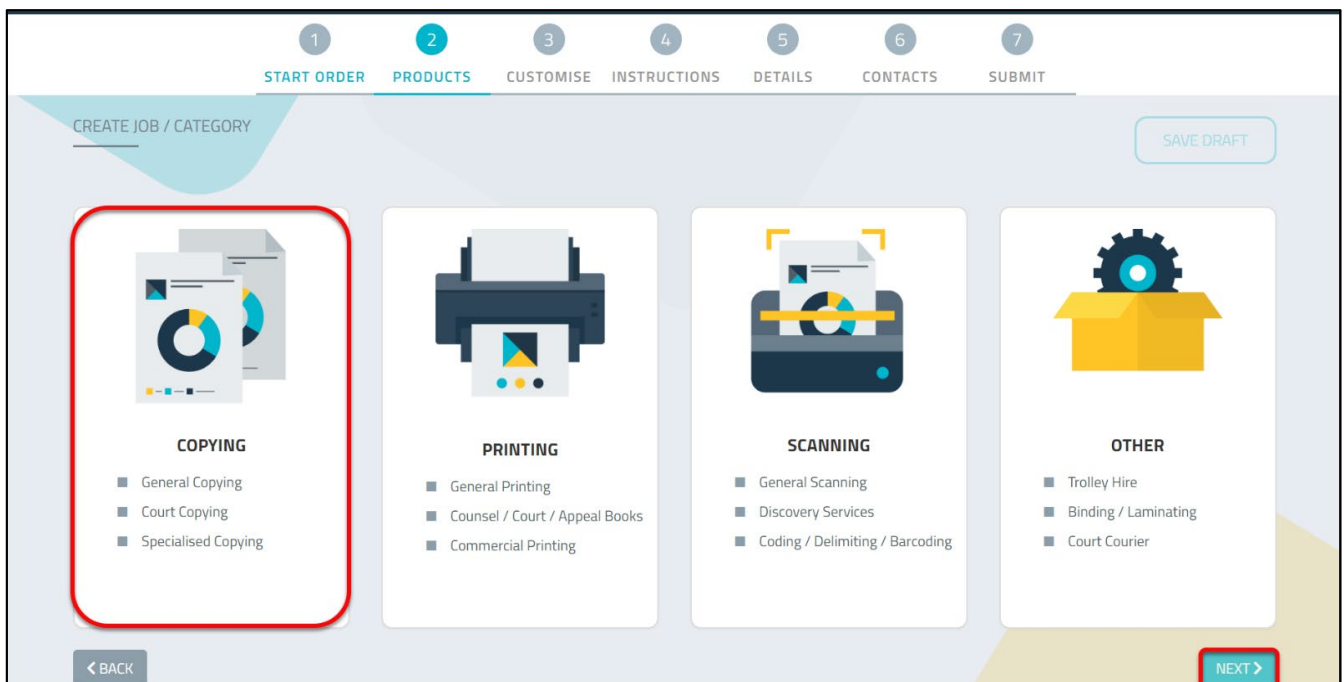 1 2 3 4 5 6 7
START ORDER PRODUCTS CUSTOMISE INSTRUCTIONS DETAILS CONTACTS SUBMIT
CREATE JOB / CATEGORY
SAVE DRAFT
COPYING
General Copying
Court Copying
Specialised Copying
PRINTING
General Printing
Counsel / Court / Appeal Books
Commercial Printing
SCANNING
General Scanning
Discovery Services
Coding / Delimiting / Barcoding
OTHER
Trolley Hire
Binding / Laminating
Court Courier
BACK
NEXT